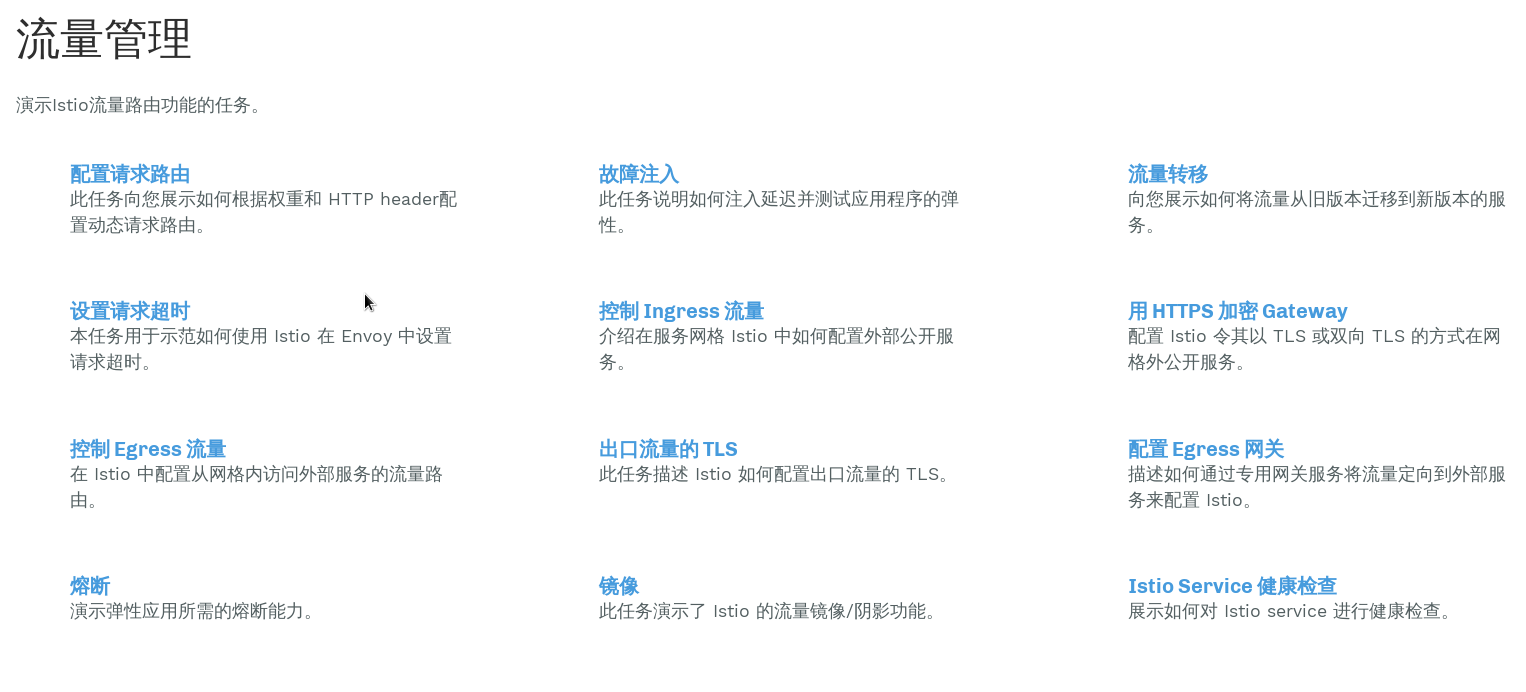 流量管理
演示Istio流量路由功能的任务。
配置请求路由
此任务向您展示如何根据权重和 HTTP header配
置动态请求路由。
故障注入
此任务说明如何注入延迟并测试应用程序的弹
性。
流量转移
向您展示如何将流量从旧版本迁移到新版本的服
务。
设置请求超时
本任务用于示范如何使用 Istio 在 Envoy 中设置
请求超时。
控制 Ingress 流量
介绍在服务网格 Istio 中如何配置外部公开服
务。
用 HTTPS 加密 Gateway
配置 Istio 令其以 TLS 或双向 TLS 的方式在网
格外公开服务。
控制 Egress 流量
在 Istio 中配置从网格内访问外部服务的流量路
由。
出口流量的 TLS
此任务描述 Istio 如何配置出口流量的 TLS。
配置 Egress 网关
描述如何通过专用网关服务将流量定向到外部服
务来配置 Istio。
熔断
演示弹性应用所需的熔断能力。
镜像
此任务演示了 Istio 的流量镜像/阴影功能。
Istio Service 健康检查
展示如何对 Istio service 进行健康检查。